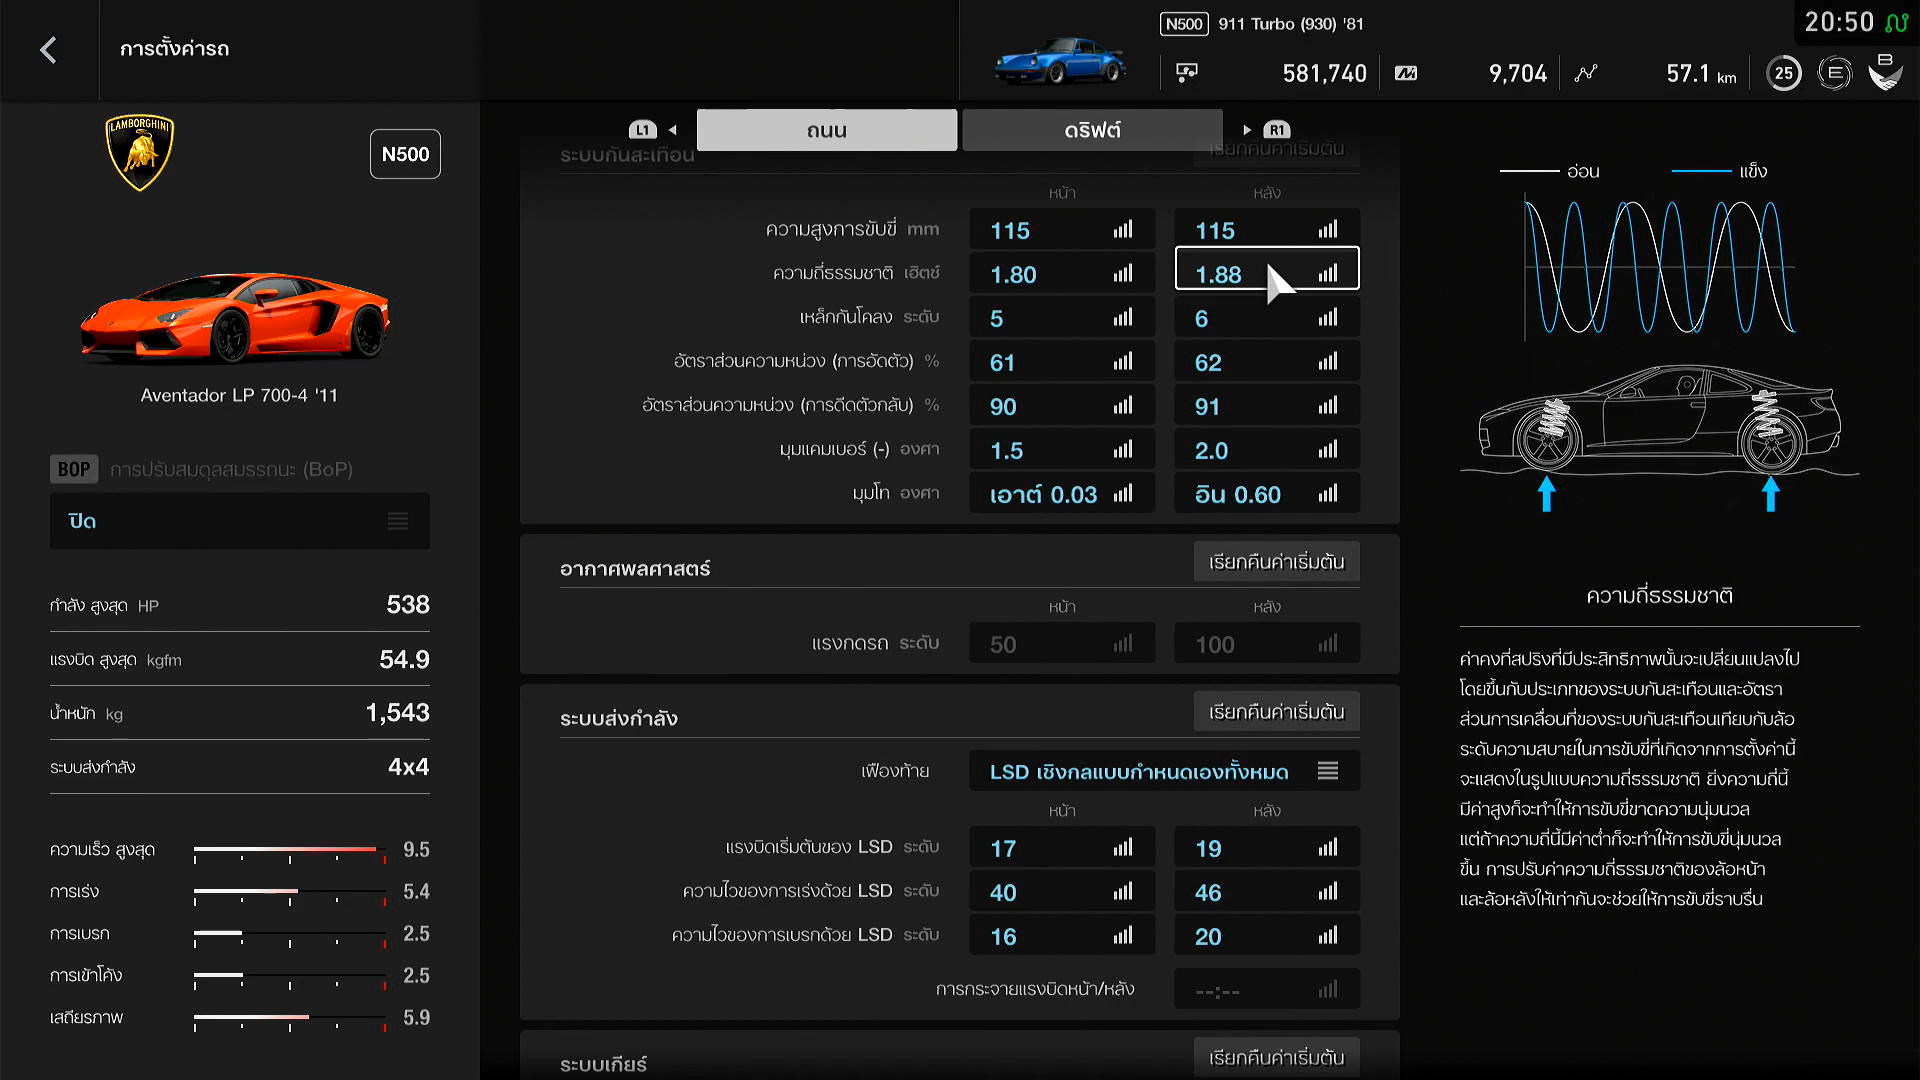 การตั้งค่ารถ
N500 911 Turbo (930) '81
581,740
9,704
57.1 km
25
E
B
20:50
LAMBORGHINI
N500
Aventador LP 700-4 '11
BOP การปรับสมดุลสมรรถนะ (BoP)
ปิด
กำลัง สูงสุด HP 538
แรงบิด สูงสุด kgfm 54.9
น้ำหนัก kg 1,543
ระบบส่งกำลัง 4x4
ความเร็ว สูงสุด 9.5
การเร่ง 5.4
การเบรก 2.5
การเข้าโค้ง 2.5
เสถียรภาพ 5.9
L1 ถนน ดริฟต์ R1
ระบบกันสะเทือน เรียกคืนค่าเริ่มต้น
หน้า หลัง
ความสูงการขับขี่ mm 115 115
ความถี่ธรรมชาติ เฮิตซ์ 1.80 1.88
เหล็กกันโคลง ระดับ 5 6
อัตราส่วนความหน่วง (การอัดตัว) % 61 62
อัตราส่วนความหน่วง (การดีดตัวกลับ) % 90 91
มุมแคมเบอร์ (-) องศา 1.5 2.0
มุมโท องศา เอาต์ 0.03 อิน 0.60
อากาศพลศาสตร์ เรียกคืนค่าเริ่มต้น
หน้า หลัง
แรงกดรถ ระดับ 50 100
ระบบส่งกำลัง เรียกคืนค่าเริ่มต้น
เฟืองท้าย LSD เชิงกลแบบกำหนดเองทั้งหมด
หน้า หลัง
แรงบิดเริ่มต้นของ LSD ระดับ 17 19
ความไวของการเร่งด้วย LSD ระดับ 40 46
ความไวของการเบรกด้วย LSD ระดับ 16 20
การกระจายแรงบิดหน้า/หลัง --:--
ระบบเกียร์ เรียกคืนค่าเริ่มต้น
อ่อน แข็ง
ความถี่ธรรมชาติ
ค่าคงที่สปริงที่มีประสิทธิภาพนั้นจะเปลี่ยนแปลงไป
โดยขึ้นกับประเภทของระบบกันสะเทือนและอัตรา
ส่วนการเคลื่อนที่ของระบบกันสะเทือนเทียบกับล้อ
ระดับความสบายในการขับขี่ที่เกิดจากการตั้งค่านี้
จะแสดงในรูปแบบความถี่ธรรมชาติ ยิ่งความถี่นี้
มีค่าสูงก็จะทำให้การขับขี่ขาดความนุ่มนวล
แต่ถ้าความถี่นี้มีค่าต่ำก็จะทำให้การขับขี่นุ่มนวล
ขึ้น การปรับค่าความถี่ธรรมชาติของล้อหน้า
และล้อหลังให้เท่ากันจะช่วยให้การขับขี่ราบรื่น